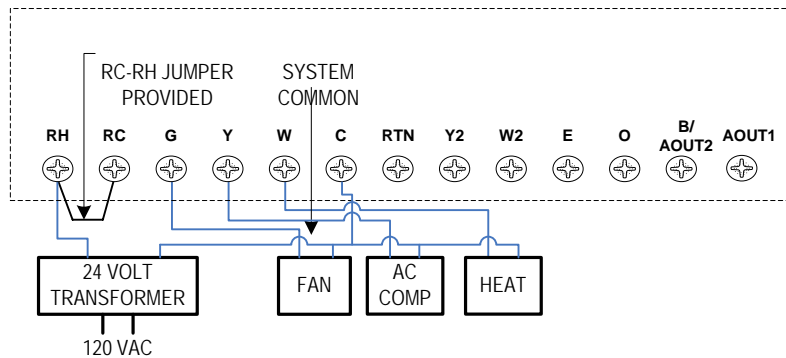 RC-RH JUMPER
PROVIDED
SYSTEM
COMMON
RH RC G Y W C RTN Y2 W2 E O B/
AOUT2 AOUT1
24 VOLT
TRANSFORMER
FAN
AC
COMP
HEAT
120 VAC